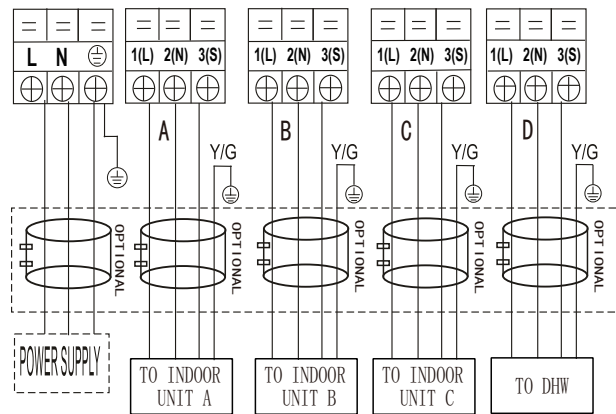 L N
1(L) 2(N) 3(S)
1(L) 2(N) 3(S)
1(L) 2(N) 3(S)
1(L) 2(N) 3(S)
A
B
C
D
Y/G
Y/G
Y/G
Y/G
OPTIONAL
OPTIONAL
OPTIONAL
OPTIONAL
OPTIONAL
POWER SUPPLY
TO INDOOR
UNIT A
TO INDOOR
UNIT B
TO INDOOR
UNIT C
TO DHW